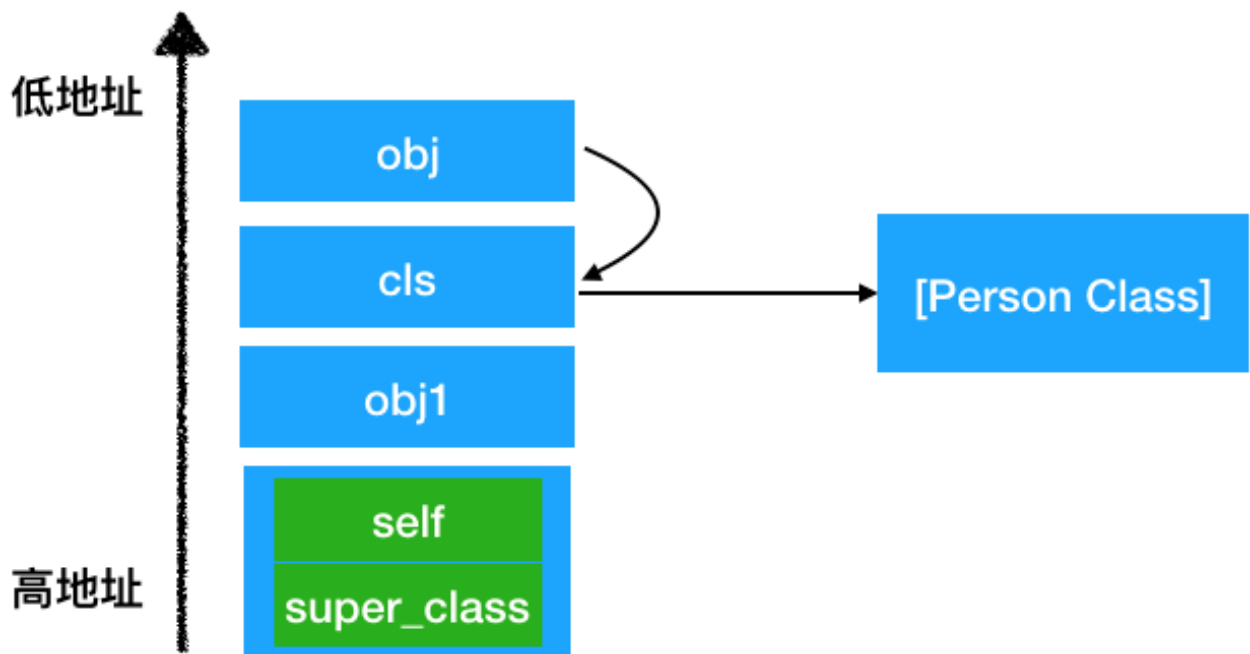 低地址
obj
cls
[Person Class]
obj1
self
高地址
super_class